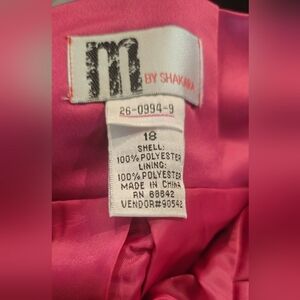 m
BY SHAKARA
26-0994-9
18
SHELL:
100% POLYESTER
LINING:
100% POLYESTER
MADE IN CHINA
RN 88842
VENDOR#90542